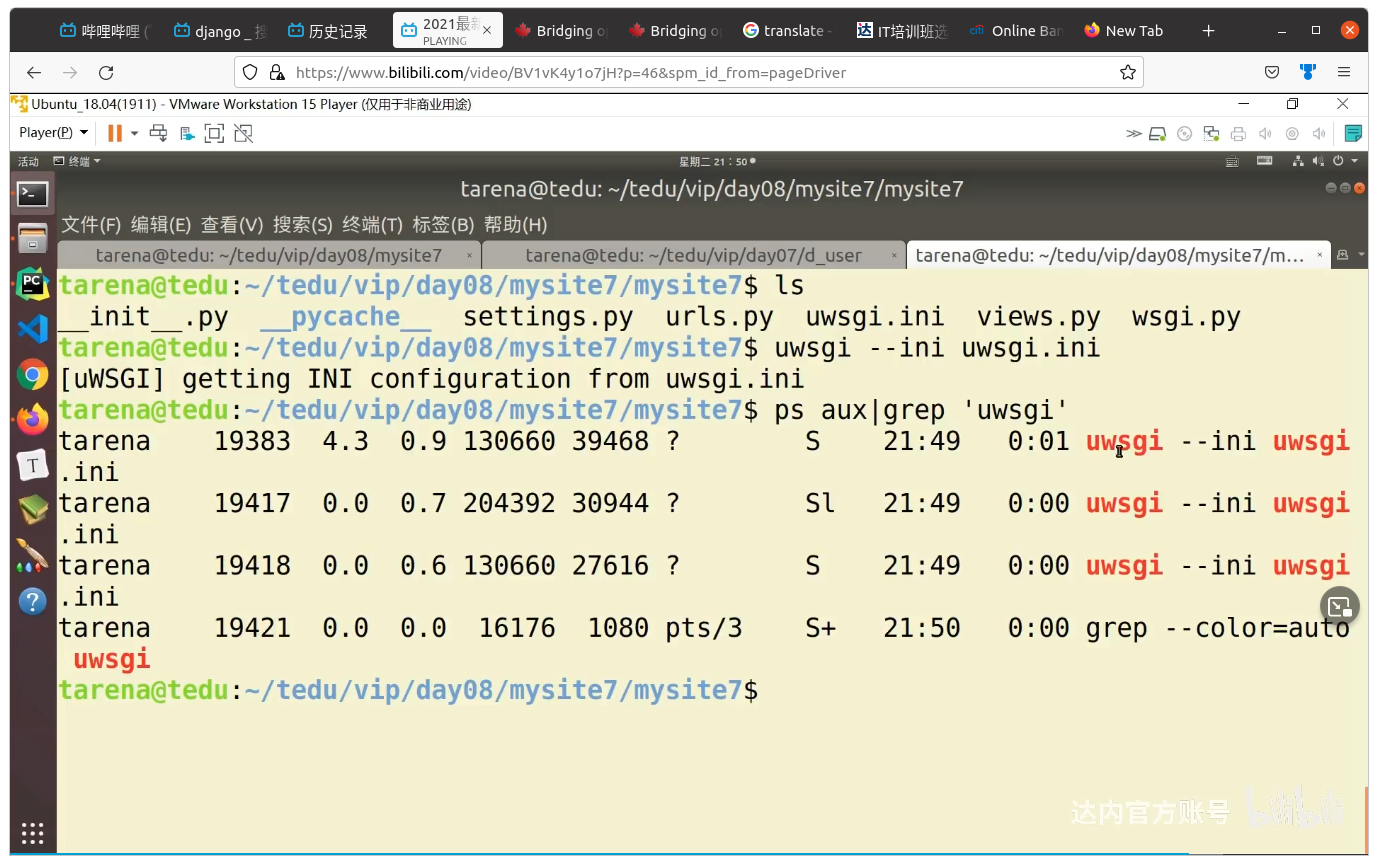 哔哩哔哩 (
django _ 搜
历史记录
2021最新
PLAYING
Bridging o
Bridging o
translate -
IT培训班选
citi
Online Ban
New Tab
https://www.bilibili.com/video/BV1vK4y1o7jH?p=46&spm_id_from=pageDriver
Ubuntu_18.04(1911) - VMware Workstation 15 Player (仅用于非商业用途)
Player(P)
活动
终端
星期二 21：50
tarena@tedu: ~/tedu/vip/day08/mysite7/mysite7
文件(F) 编辑(E) 查看(V) 搜索(S) 终端(T) 标签(B) 帮助(H)
tarena@tedu: ~/tedu/vip/day08/mysite7
tarena@tedu: ~/tedu/vip/day07/d_user
tarena@tedu: ~/tedu/vip/day08/mysite7/m...
tarena@tedu:~/tedu/vip/day08/mysite7/mysite7$ ls
__init__.py __pycache__ settings.py urls.py uwsgi.ini views.py wsgi.py
tarena@tedu:~/tedu/vip/day08/mysite7/mysite7$ uwsgi --ini uwsgi.ini
[uWSGI] getting INI configuration from uwsgi.ini
tarena@tedu:~/tedu/vip/day08/mysite7/mysite7$ ps aux|grep 'uwsgi'
tarena 19383 4.3 0.9 130660 39468 ? S 21:49 0:01 uwsgi --ini uwsgi
.ini
tarena 19417 0.0 0.7 204392 30944 ? Sl 21:49 0:00 uwsgi --ini uwsgi
.ini
tarena 19418 0.0 0.6 130660 27616 ? S 21:49 0:00 uwsgi --ini uwsgi
.ini
tarena 19421 0.0 0.0 16176 1080 pts/3 S+ 21:50 0:00 grep --color=auto
uwsgi
tarena@tedu:~/tedu/vip/day08/mysite7/mysite7$
PC
T
达内官方账号 bilibili